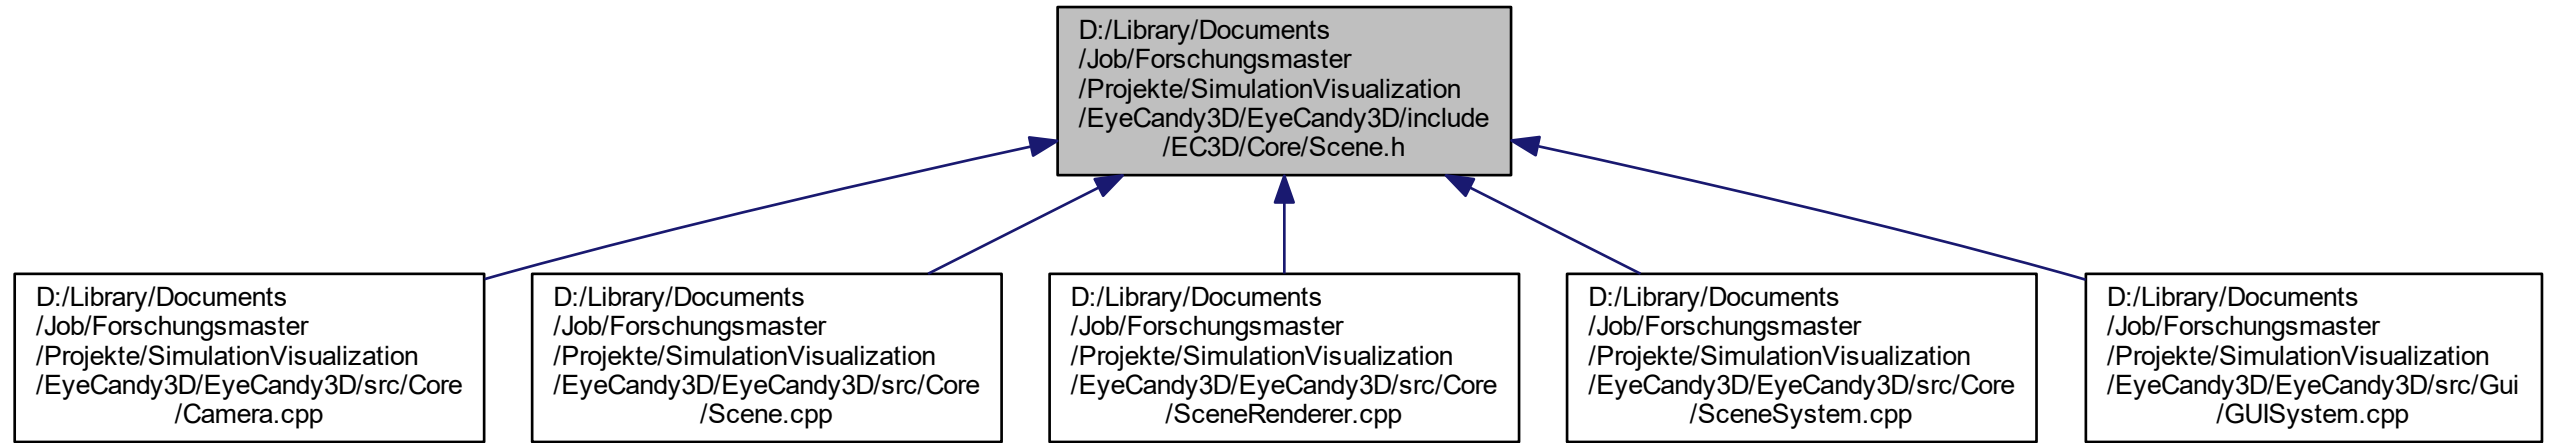 D:/Library/Documents
/Job/Forschungsmaster
/Projekte/SimulationVisualization
/EyeCandy3D/EyeCandy3D/include
/EC3D/Core/Scene.h
D:/Library/Documents
/Job/Forschungsmaster
/Projekte/SimulationVisualization
/EyeCandy3D/EyeCandy3D/src/Core
/Camera.cpp
D:/Library/Documents
/Job/Forschungsmaster
/Projekte/SimulationVisualization
/EyeCandy3D/EyeCandy3D/src/Core
/Scene.cpp
D:/Library/Documents
/Job/Forschungsmaster
/Projekte/SimulationVisualization
/EyeCandy3D/EyeCandy3D/src/Core
/SceneRenderer.cpp
D:/Library/Documents
/Job/Forschungsmaster
/Projekte/SimulationVisualization
/EyeCandy3D/EyeCandy3D/src/Core
/SceneSystem.cpp
D:/Library/Documents
/Job/Forschungsmaster
/Projekte/SimulationVisualization
/EyeCandy3D/EyeCandy3D/src/Gui
/GUISystem.cpp